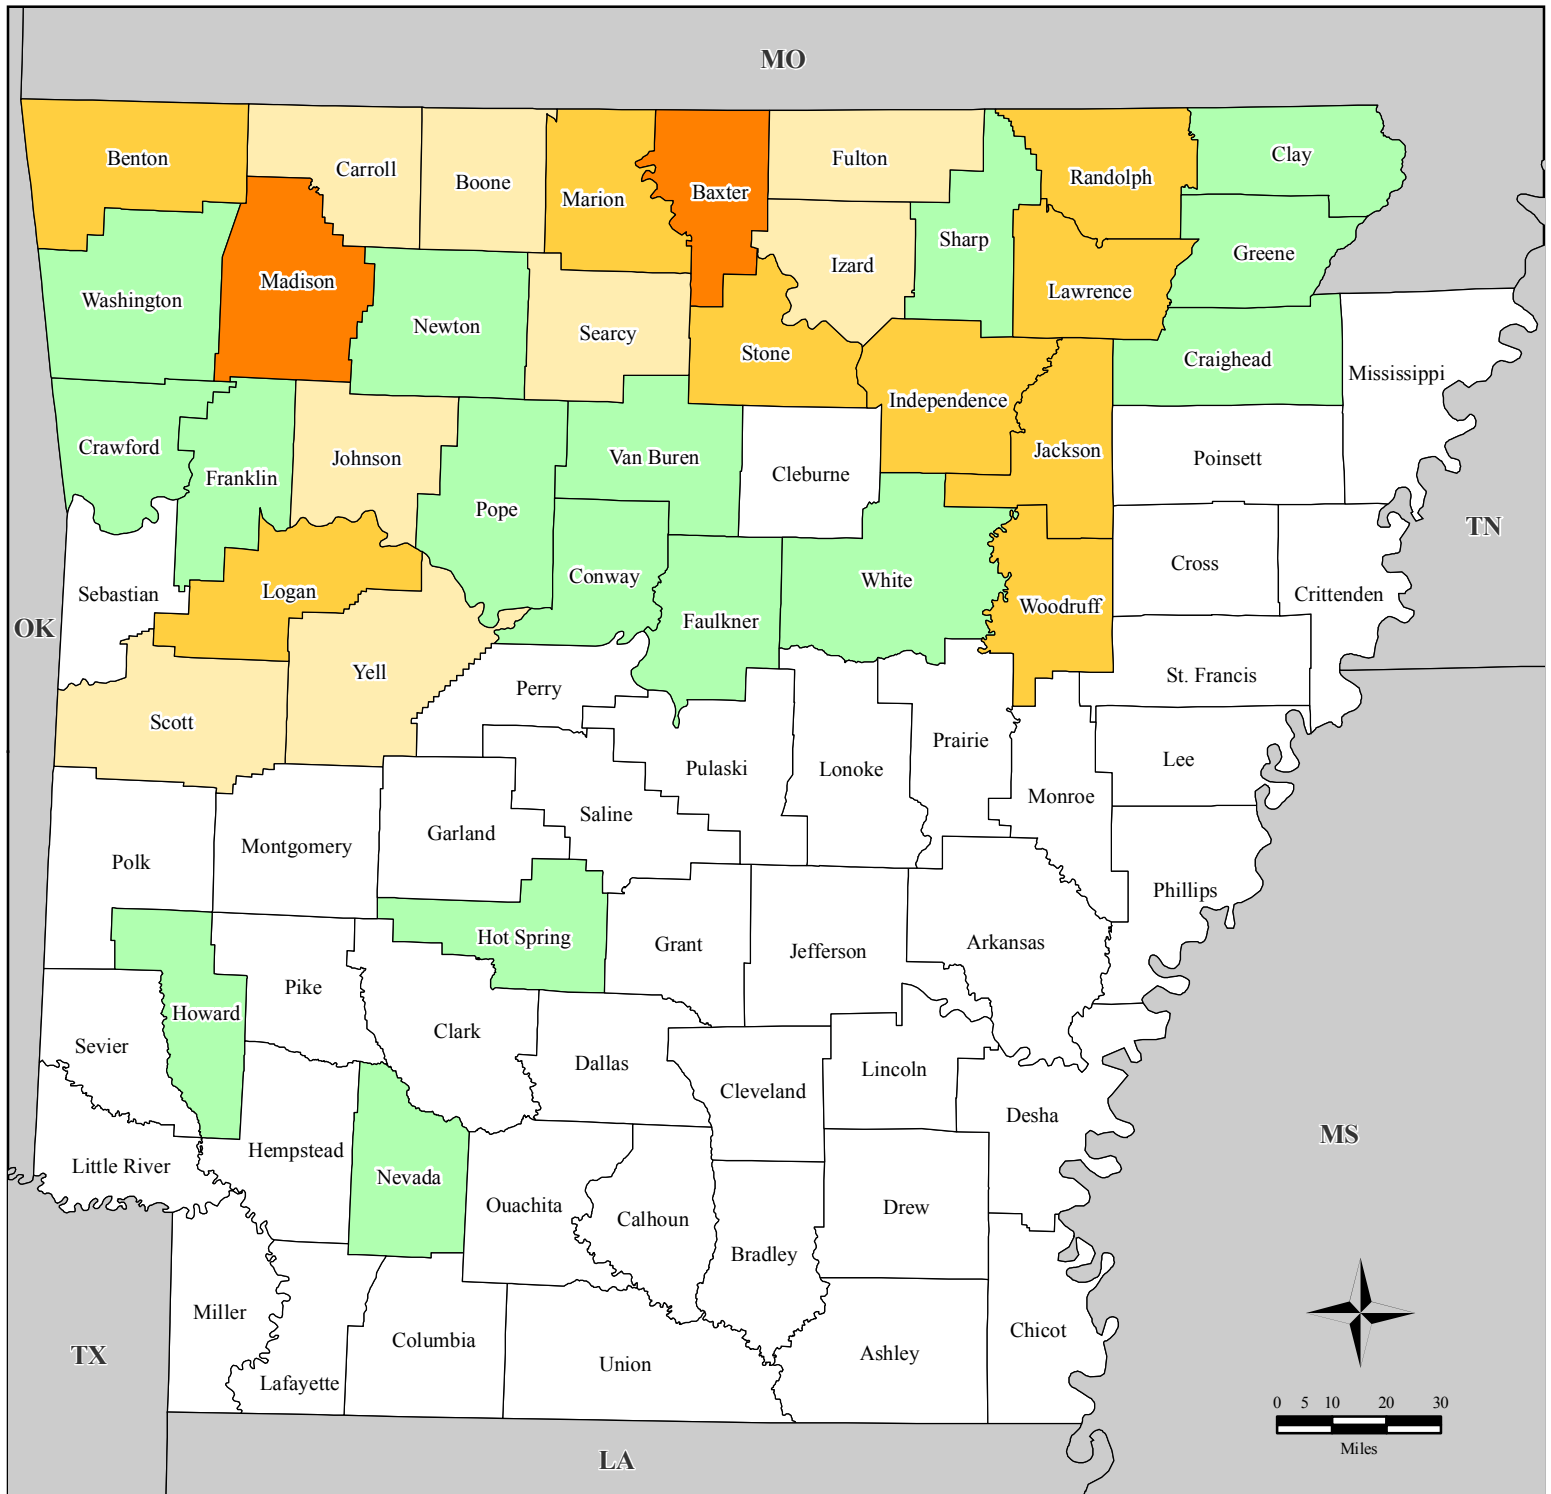 MO
Benton
Carroll
Boone
Marion
Baxter
Fulton
Randolph
Clay
Washington
Madison
Newton
Searcy
Stone
Izard
Sharp
Lawrence
Greene
Craighead
Mississippi
Crawford
Franklin
Johnson
Pope
Van Buren
Cleburne
Independence
Jackson
Poinsett
TN
Sebastian
Logan
Conway
Faulkner
White
Woodruff
Cross
Crittenden
OK
Scott
Yell
Perry
Pulaski
Lonoke
Prairie
Monroe
St. Francis
Lee
Polk
Montgomery
Garland
Saline
Phillips
Hot Spring
Grant
Jefferson
Arkansas
Sevier
Howard
Pike
Clark
Dallas
Cleveland
Lincoln
Desha
MS
Little River
Hempstead
Nevada
Ouachita
Calhoun
Bradley
Drew
TX
Miller
Lafayette
Columbia
Union
Ashley
Chicot
0 5 10 20 30
Miles
LA